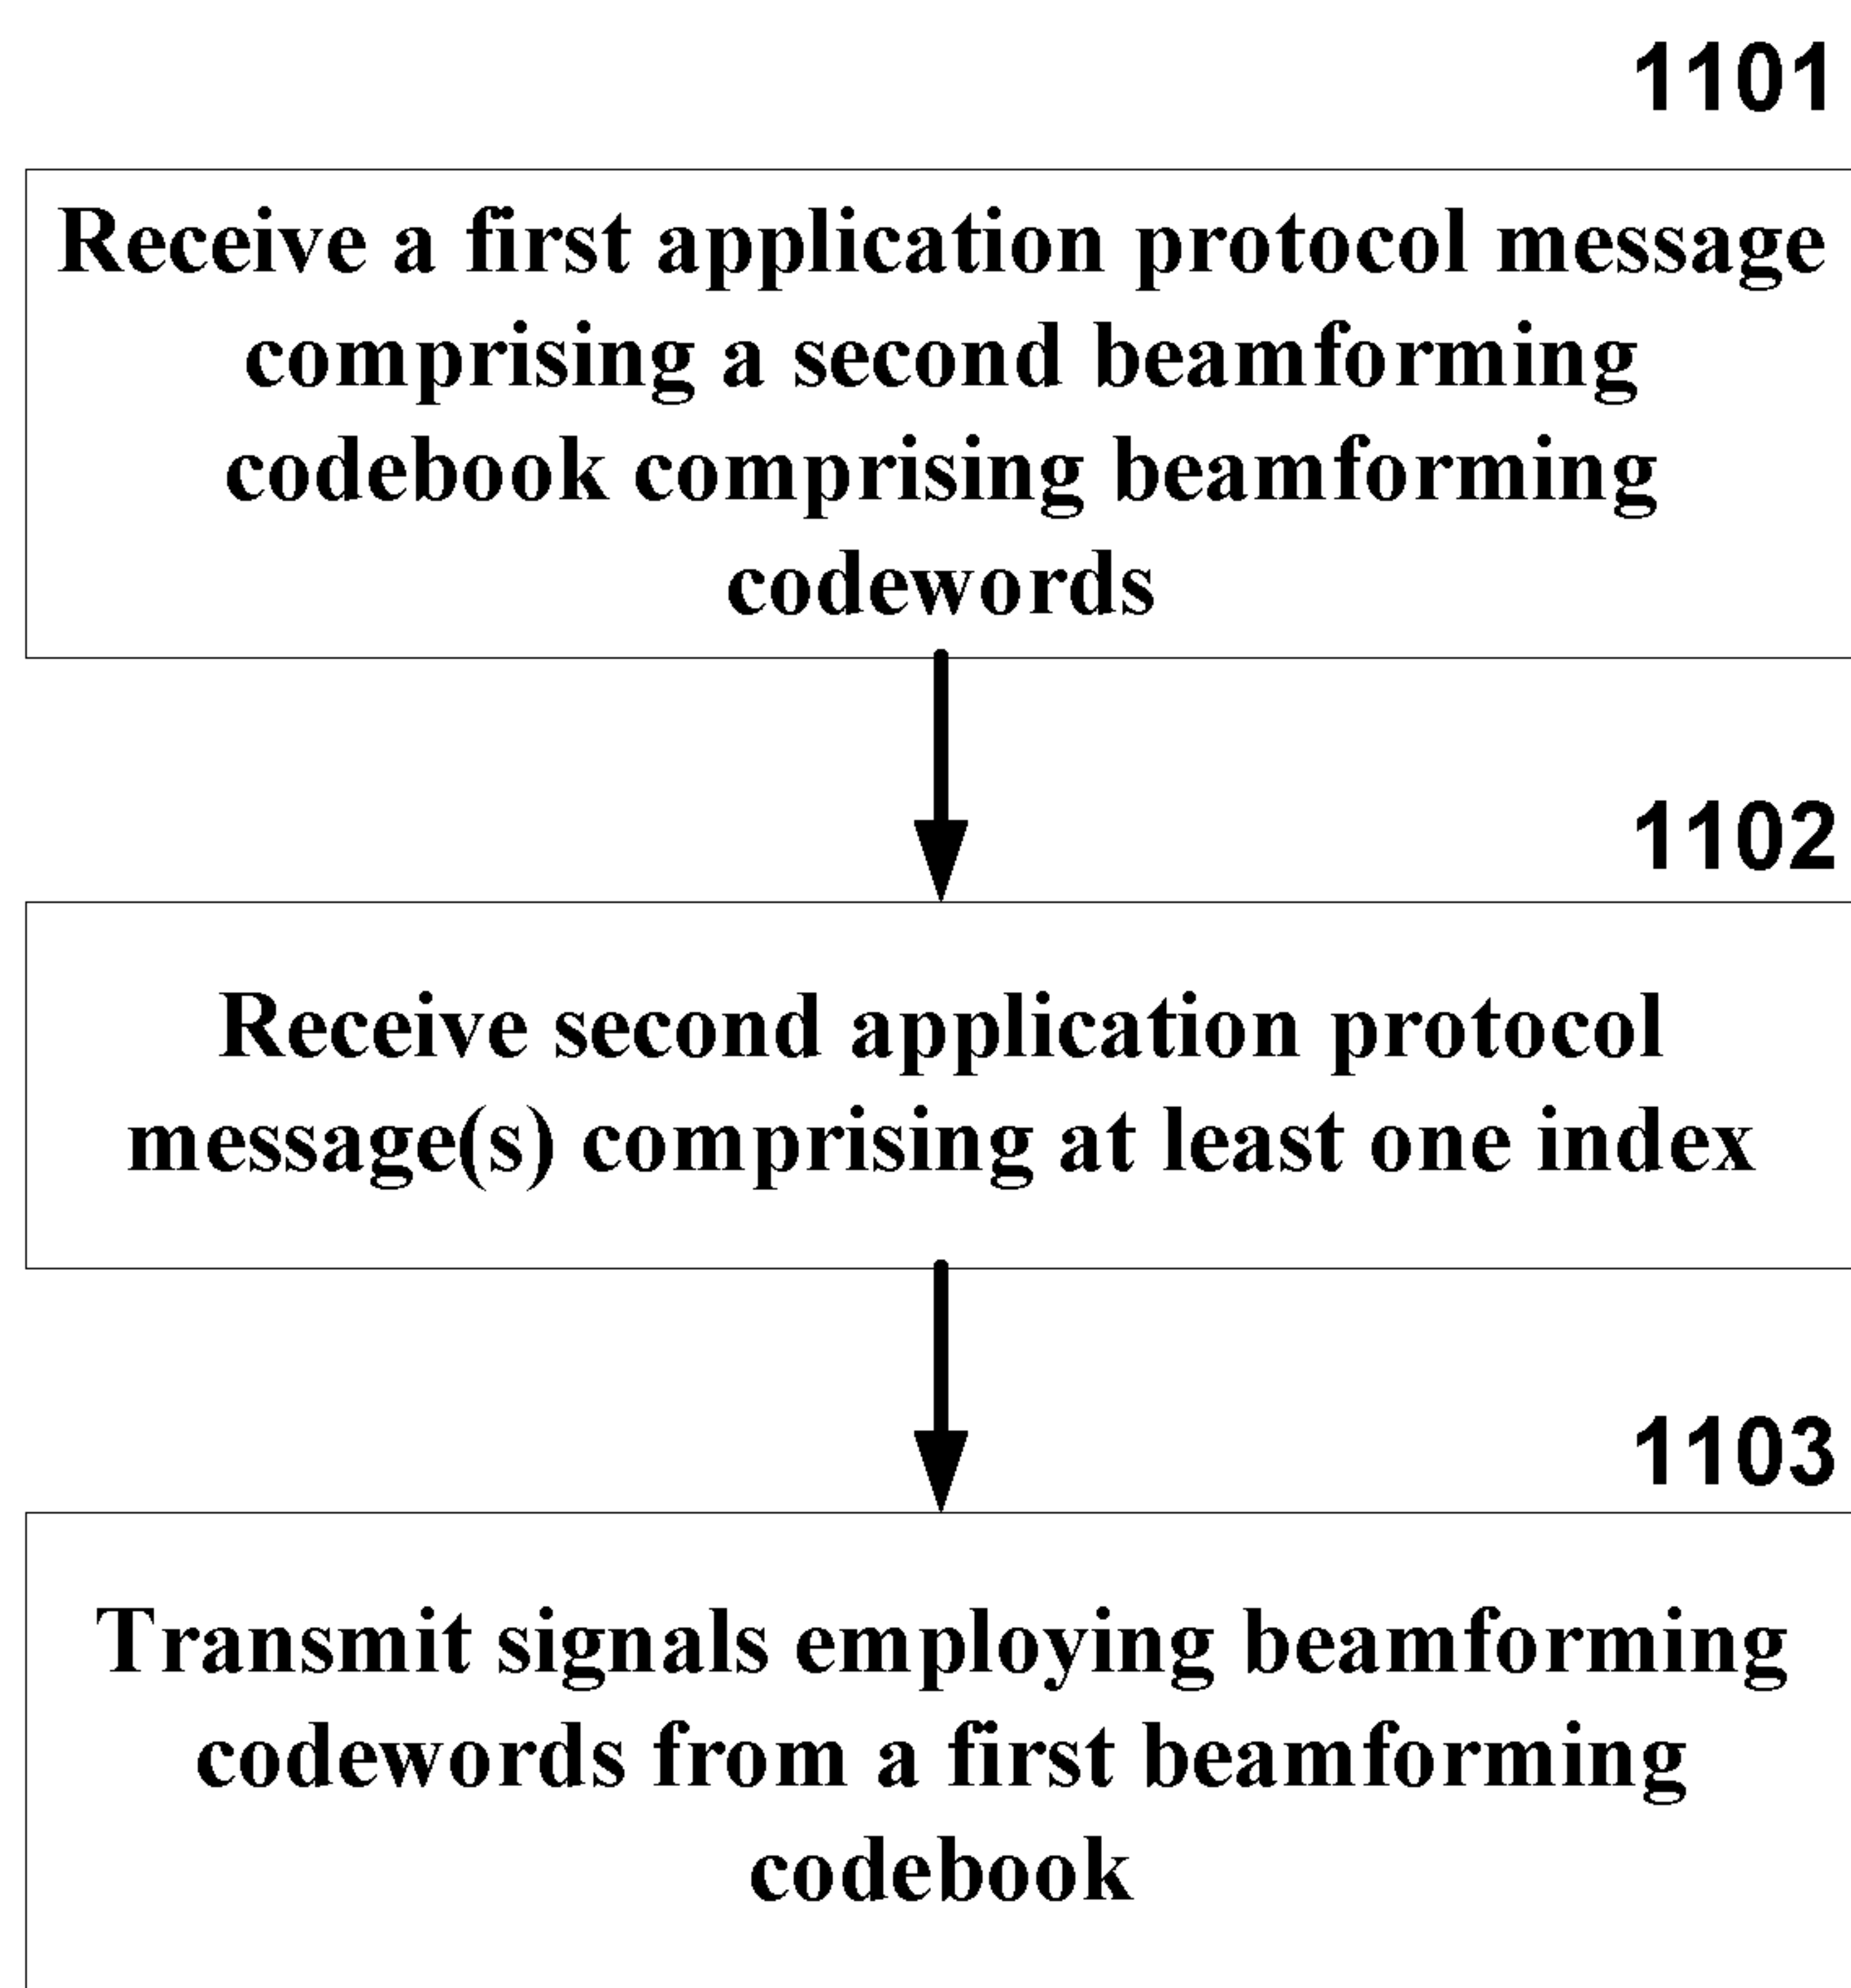 1101
Receive a first application protocol message
comprising a second beamforming
codebook comprising beamforming
codewords
1102
Receive second application protocol
message(s) comprising at least one index
1103
Transmit signals employing beamforming
codewords from a first beamforming
codebook